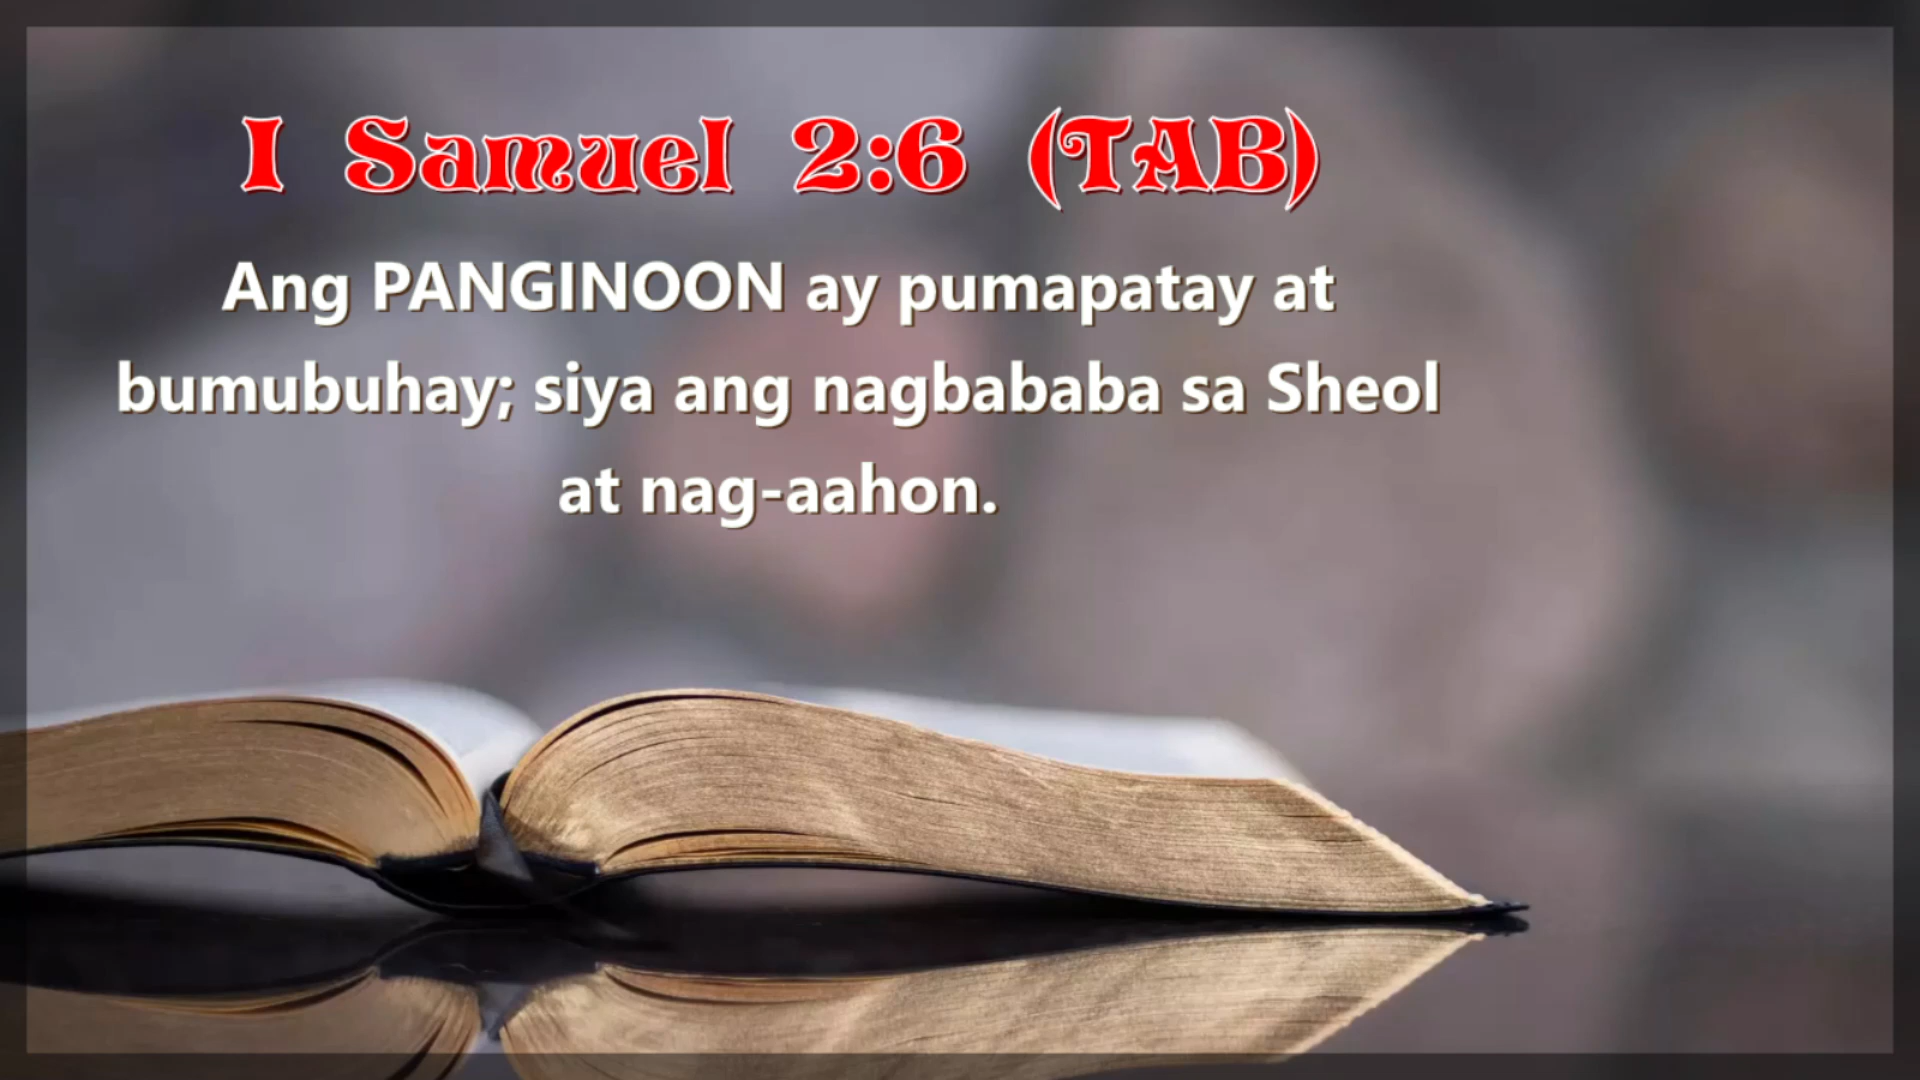 I Samuel 2:6 (TAB)
Ang PANGINOON ay pumapatay at
bumubuhay; siya ang nagbababa sa Sheol
at nag-aahon.